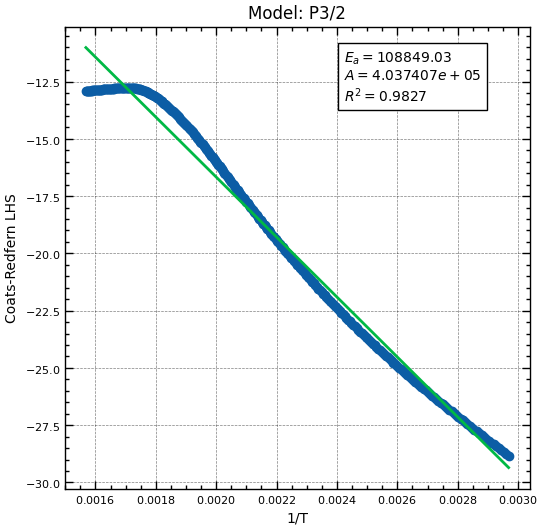 Model: P3/2
Eₐ = 108849.03
A = 4.037407e + 05
R² = 0.9827
−12.5
−15.0
−17.5
−20.0
−22.5
−25.0
−27.5
−30.0
Coats-Redfern LHS
0.0016 0.0018 0.0020 0.0022 0.0024 0.0026 0.0028 0.0030
1/T